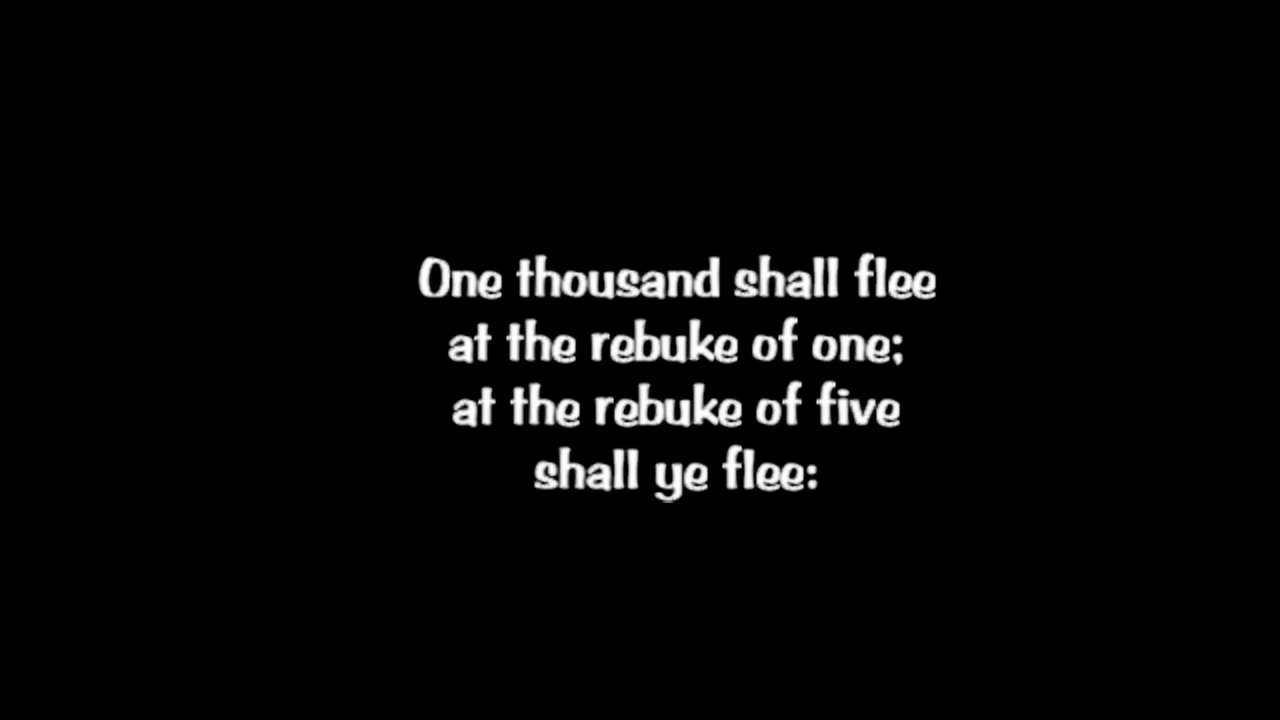 One thousand shall flee
at the rebuke of one;
at the rebuke of five
shall ye flee: